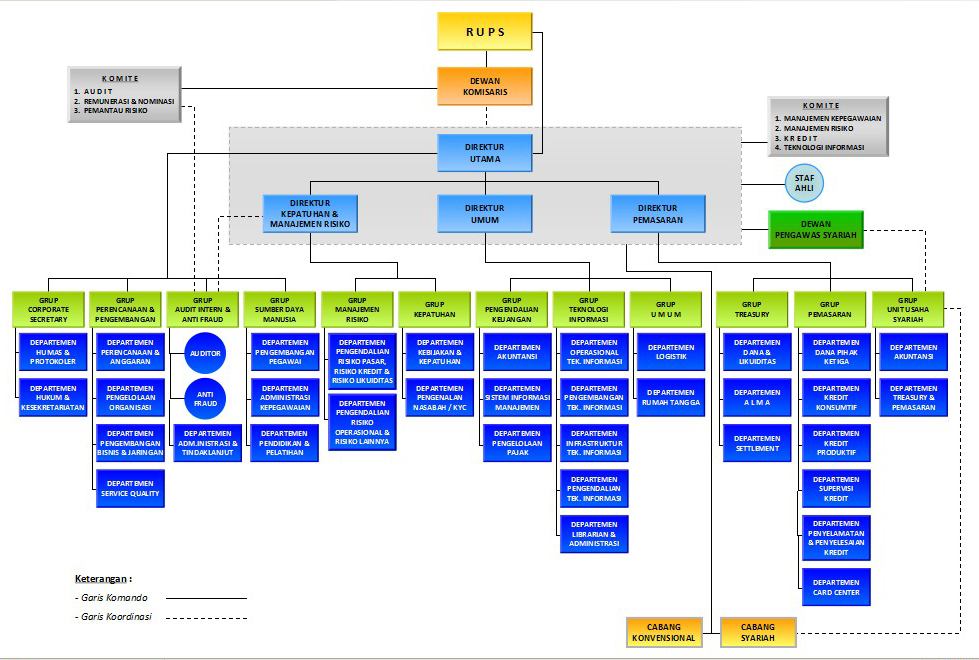 R U P S
DEWAN
KOMISARIS
K O M I T E
1. A U D I T
2. REMUNERASI & NOMINASI
3. PEMANTAU RISIKO
K O M I T E
1. MANAJEMEN KEPEGAWAIAN
2. MANAJEMEN RISIKO
3. K R E D I T
4. TEKNOLOGI INFORMASI
DIREKTUR
UTAMA
STAF
AHLI
DIREKTUR
KEPATUHAN &
MANAJEMEN RISIKO
DIREKTUR
UMUM
DIREKTUR
PEMASARAN
DEWAN
PENGAWAS SYARIAH
GRUP
CORPORATE
SECRETARY
GRUP
PERENCANAAN &
PENGEMBANGAN
GRUP
AUDIT INTERN &
ANTI FRAUD
GRUP
SUMBER DAYA
MANUSIA
GRUP
MANAJEMEN
RISIKO
GRUP
KEPATUHAN
GRUP
PENGENDALIAN
KEUANGAN
GRUP
TEKNOLOGI
INFORMASI
GRUP
U M U M
GRUP
TREASURY
GRUP
PEMASARAN
GRUP
UNIT USAHA
SYARIAH
DEPARTEMEN
HUMAS &
PROTOKOLER
DEPARTEMEN
HUKUM &
KESEKRETARIATAN
DEPARTEMEN
PERENCANAAN &
ANGGARAN
DEPARTEMEN
PENGELOLAAN
ORGANISASI
DEPARTEMEN
PENGEMBANGAN
BISNIS & JARINGAN
DEPARTEMEN
SERVICE QUALITY
AUDITOR
ANTI
FRAUD
DEPARTEMEN
ADM.INISTRASI &
TINDAKLANJUT
DEPARTEMEN
PENGEMBANGAN
PEGAWAI
DEPARTEMEN
ADMINISTRASI
KEPEGAWAIAN
DEPARTEMEN
PENDIDIKAN &
PELATIHAN
DEPARTEMEN
PENGENDALIAN
RISIKO PASAR,
RISIKO KREDIT &
RISIKO LIKUIDITAS
DEPARTEMEN
PENGENDALIAN
RISIKO
OPERASIONAL &
RISIKO LAINNYA
DEPARTEMEN
KEBIJAKAN &
KEPATUHAN
DEPARTEMEN
PENGENALAN
NASABAH / KYC
DEPARTEMEN
AKUNTANSI
DEPARTEMEN
SISTEM INFORMASI
MANAJEMEN
DEPARTEMEN
PENGELOLAAN
PAJAK
DEPARTEMEN
OPERASIONAL
TEK. INFORMASI
DEPARTEMEN
PENGEMBANGAN
TEK. INFORMASI
DEPARTEMEN
INFRASTRUKTUR
TEK. INFORMASI
DEPARTEMEN
PENGENDALIAN
TEK. INFORMASI
DEPARTEMEN
LIBRARIAN &
ADMINISTRASI
DEPARTEMEN
LOGISTIK
DEPARTEMEN
RUMAH TANGGA
DEPARTEMEN
DANA &
LIKUIDITAS
DEPARTEMEN
A L M A
DEPARTEMEN
SETTLEMENT
DEPARTEMEN
DANA PIHAK
KETIGA
DEPARTEMEN
KREDIT
KONSUMTIF
DEPARTEMEN
KREDIT
PRODUKTIF
DEPARTEMEN
SUPERVISI
KREDIT
DEPARTEMEN
PENYELAMATAN
& PENYELESAIAN
KREDIT
DEPARTEMEN
CARD CENTER
DEPARTEMEN
AKUNTANSI
DEPARTEMEN
TREASURY &
PEMASARAN
Keterangan :
- Garis Komando
- Garis Koordinasi
CABANG
KONVENSIONAL
CABANG
SYARIAH